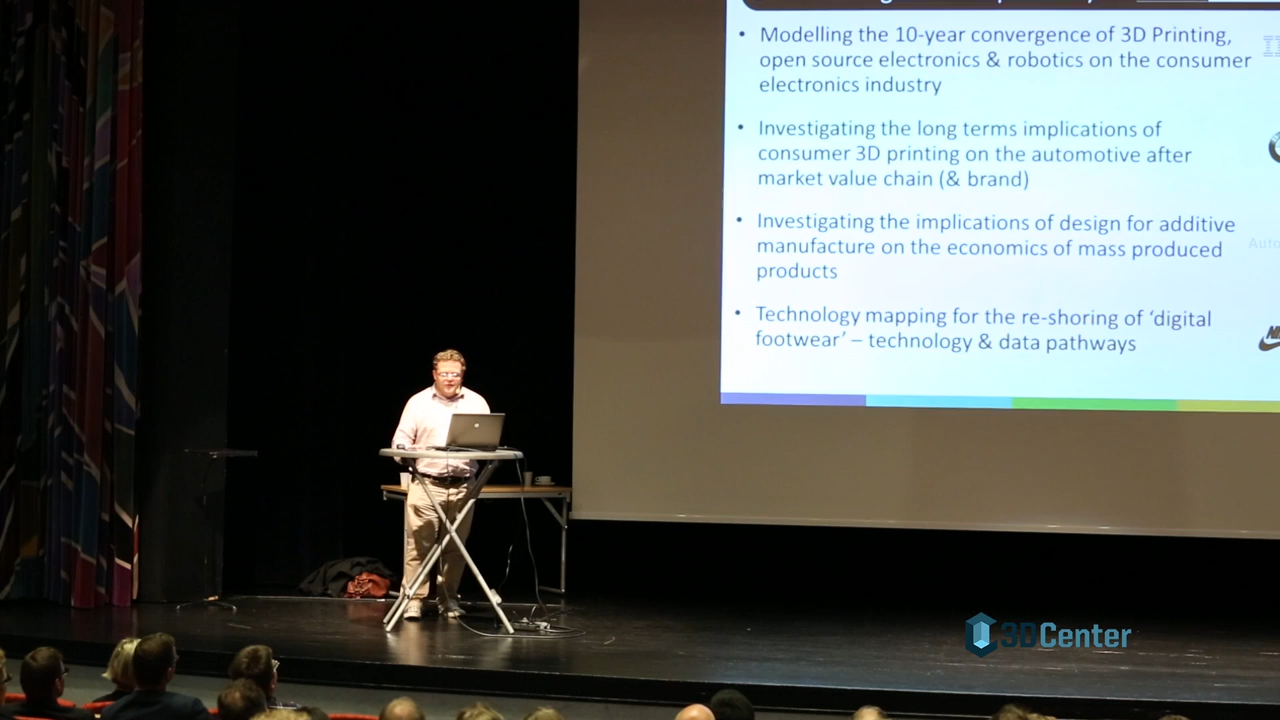 • Modelling the 10-year convergence of 3D Printing,
open source electronics & robotics on the consumer
electronics industry
• Investigating the long terms implications of
consumer 3D printing on the automotive after
market value chain (& brand)
• Investigating the implications of design for additive
manufacture on the economics of mass produced
products
• Technology mapping for the re-shoring of ‘digital
footwear’ – technology & data pathways
3DCenter